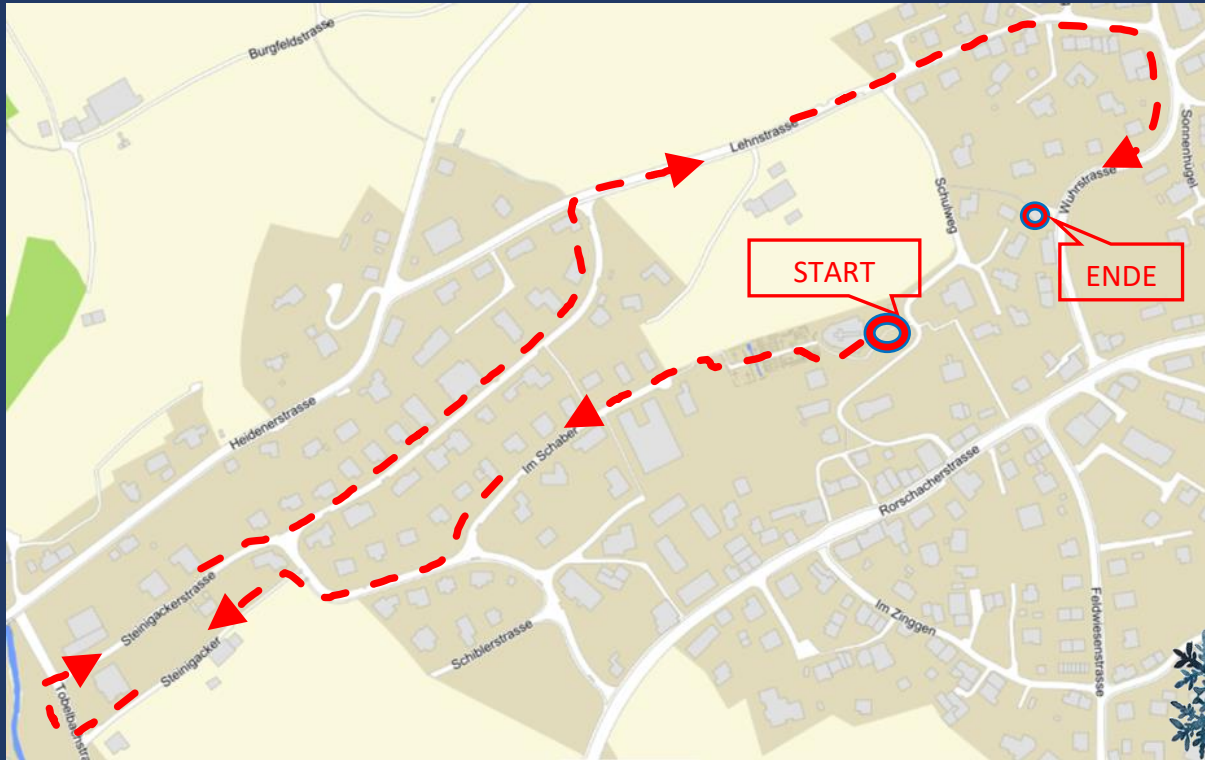 Burgfeldstrasse
Lehnstrasse
Sonnenhügel
Wuhrstrasse
Schulweg
START
ENDE
Heidenerstrasse
Im Schaber
Rorschacherstrasse
Steinigackerstrasse
Steinigacker
Schiblerstrasse
Im Zinggen
Feldwiesenstrasse